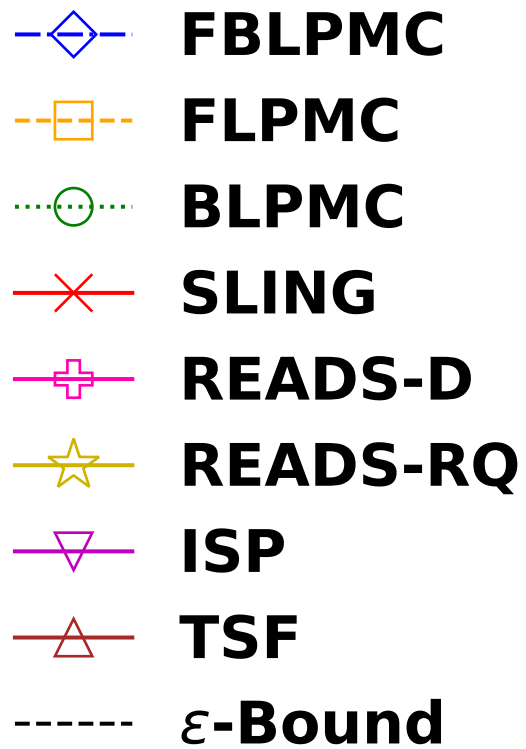 FBLPMC
FLPMC
BLPMC
SLING
READS-D
READS-RQ
ISP
TSF
ε-Bound